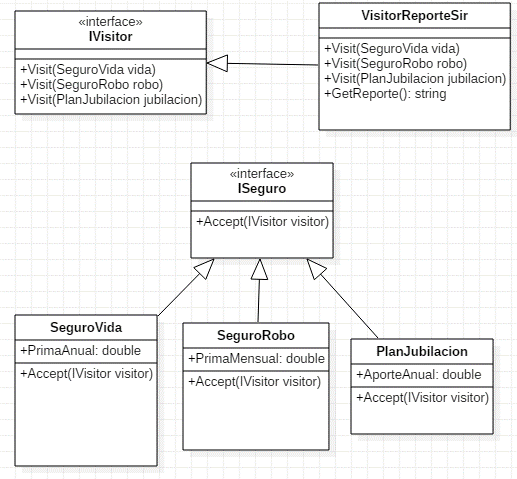 «interface»
IVisitor
+Visit(SeguroVida vida)
+Visit(SeguroRobo robo)
+Visit(PlanJubilacion jubilacion)
VisitorReporteSir
+Visit(SeguroVida vida)
+Visit(SeguroRobo robo)
+Visit(PlanJubilacion jubilacion)
+GetReporte(): string
«interface»
ISeguro
+Accept(IVisitor visitor)
SeguroVida
+PrimaAnual: double
+Accept(IVisitor visitor)
SeguroRobo
+PrimaMensual: double
+Accept(IVisitor visitor)
PlanJubilacion
+AporteAnual: double
+Accept(IVisitor visitor)